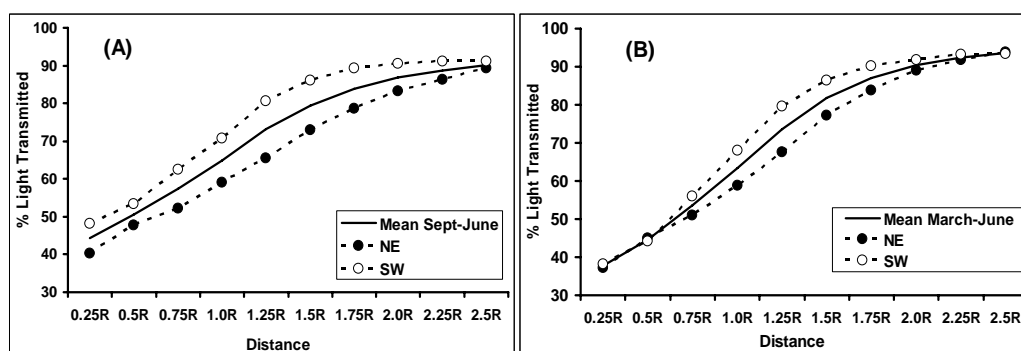 (A)
% Light Transmitted
100
90
80
70
60
50
40
30
Mean Sept-June
NE
SW
0.25R 0.5R 0.75R 1.0R 1.25R 1.5R 1.75R 2.0R 2.25R 2.5R
Distance
(B)
% Light Transmitted
100
90
80
70
60
50
40
30
Mean March-June
NE
SW
0.25R 0.5R 0.75R 1.0R 1.25R 1.5R 1.75R 2.0R 2.25R 2.5R
Distance